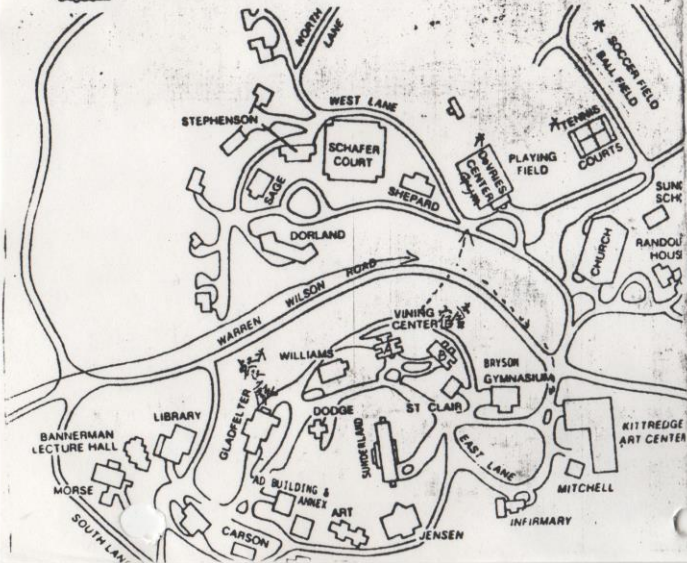 NORTH
LANE
WEST LANE
STEPHENSON
SCHAFER
COURT
SAGE
SHEPARD
DORLAND
DEVRIES
CENTER
PLAYING
FIELD
SOCCER FIELD
BALL FIELD
TENNIS
COURTS
CHURCH
WARREN WILSON ROAD
VINING
CENTER
WILLIAMS
BRYSON
GYMNASIUM
ST CLAIR
DODGE
GLADFELTER
LIBRARY
BANNERMAN
LECTURE HALL
MORSE
SOUTH LAN
SUNDERLAND
EAST LANE
KITTREDGE
ART CENTER
MITCHELL
INFIRMARY
AD BUILDING &
ANNEX
ART
JENSEN
CARSON